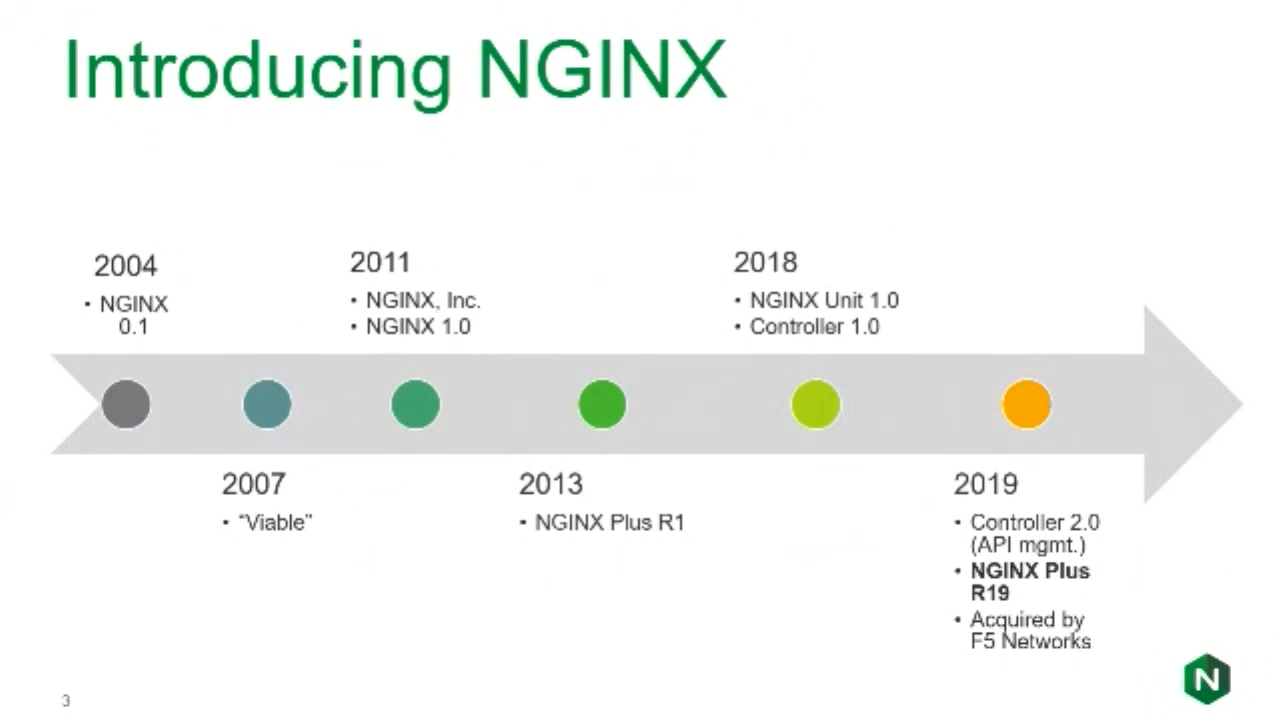 Introducing NGINX
2004
• NGINX
0.1
2011
• NGINX, Inc.
• NGINX 1.0
2018
• NGINX Unit 1.0
• Controller 1.0
2007
• “Viable”
2013
• NGINX Plus R1
2019
• Controller 2.0
(API mgmt.)
• NGINX Plus
R19
• Acquired by
F5 Networks
3
N